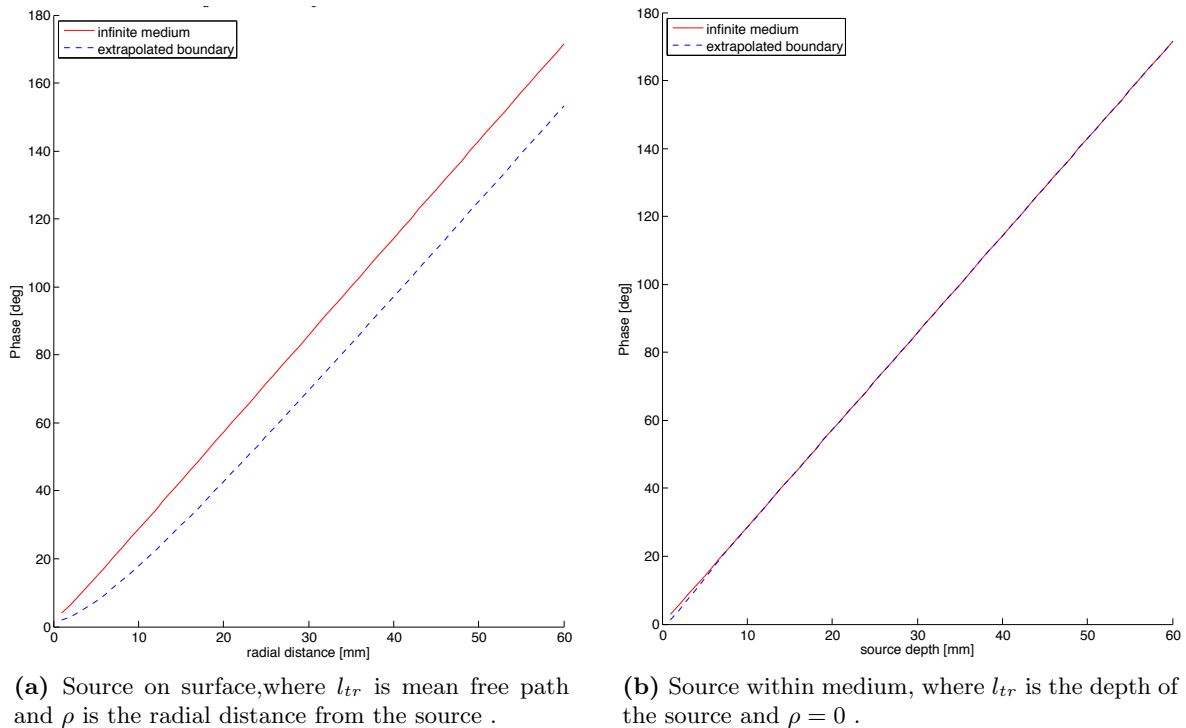 180
160
140
120
100
80
60
40
20
0
Phase [deg]
infinite medium
extrapolated boundary
0 10 20 30 40 50 60
radial distance [mm]
(a) Source on surface,where l_{tr} is mean free path
and ρ is the radial distance from the source .
180
160
140
120
100
80
60
40
20
0
Phase [deg]
infinite medium
extrapolated boundary
0 10 20 30 40 50 60
source depth [mm]
(b) Source within medium, where l_{tr} is the depth of
the source and ρ = 0 .